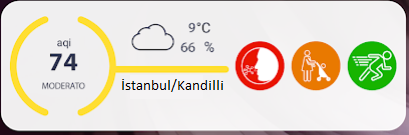 aqi
74
MODERATO
9°C
66 %
İstanbul/Kandilli